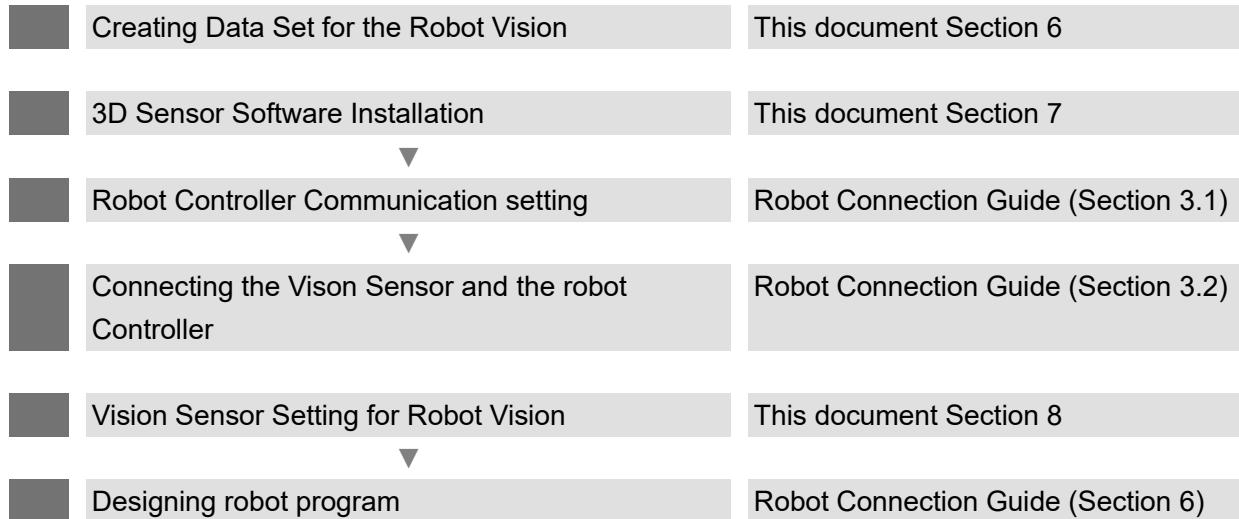 Creating Data Set for the Robot Vision This document Section 6
3D Sensor Software Installation This document Section 7
▼
Robot Controller Communication setting Robot Connection Guide (Section 3.1)
▼
Connecting the Vison Sensor and the robot Robot Connection Guide (Section 3.2)
Controller
Vision Sensor Setting for Robot Vision This document Section 8
▼
Designing robot program Robot Connection Guide (Section 6)